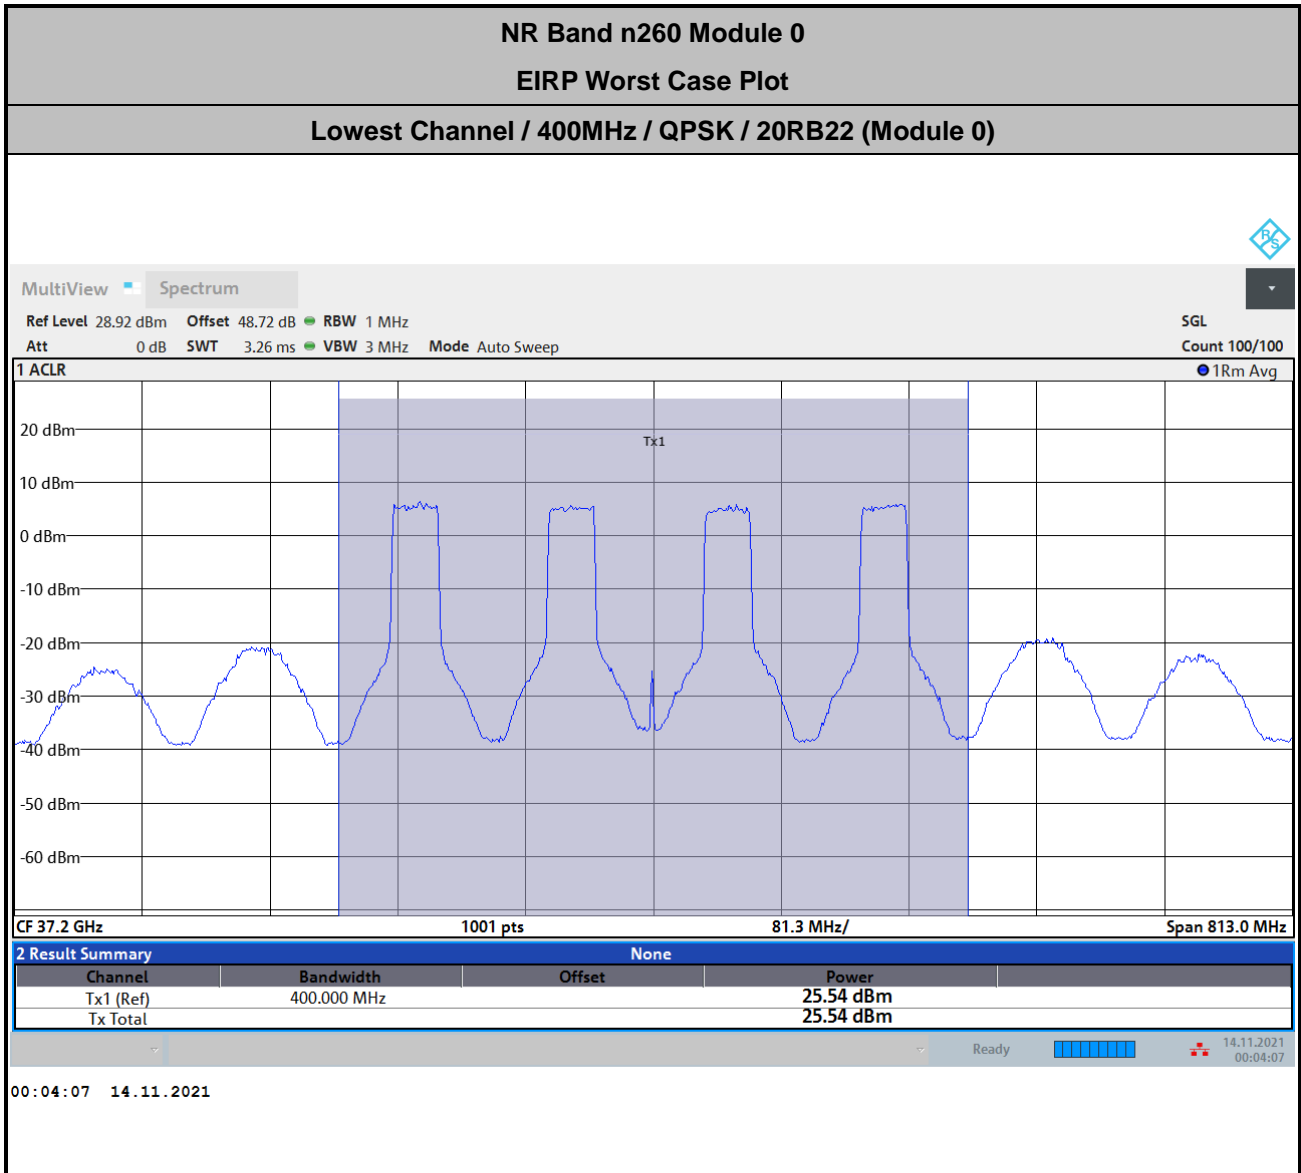 NR Band n260 Module 0
EIRP Worst Case Plot
Lowest Channel / 400MHz / QPSK / 20RB22 (Module 0)
R&S
MultiView Spectrum
Ref Level 28.92 dBm Offset 48.72 dB RBW 1 MHz SGL
Att 0 dB SWT 3.26 ms VBW 3 MHz Mode Auto Sweep Count 100/100
1 ACLR 1Rm Avg
20 dBm
Tx1
10 dBm
0 dBm
-10 dBm
-20 dBm
-30 dBm
-40 dBm
-50 dBm
-60 dBm
CF 37.2 GHz 1001 pts 81.3 MHz/ Span 813.0 MHz
2 Result Summary None
Channel Bandwidth Offset Power
Tx1 (Ref) 400.000 MHz 25.54 dBm
Tx Total 25.54 dBm
Ready 14.11.2021
00:04:07
00:04:07 14.11.2021